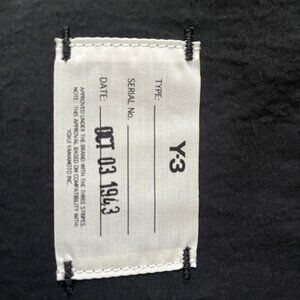 Y-3
TYPE:
SERIAL No.
DATE: OCT 03 1943
APPROVED UNDER THE BRAND WITH THE THREE STRIPES
NOTE: THIS APPROVAL BASED ON COMPATIBILITY WITH
YOHJI YAMAMOTO INC.